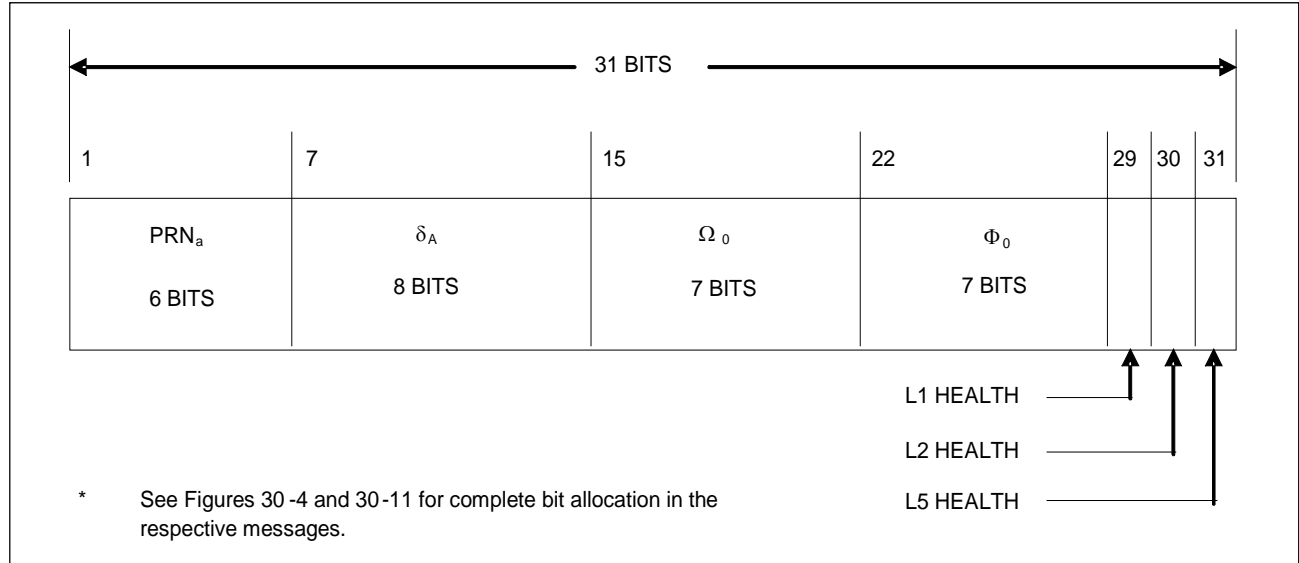 31 BITS
1 7 15 22 29 30 31
PRNa δA Ω 0 Φ0
6 BITS 8 BITS 7 BITS 7 BITS
L1 HEALTH
L2 HEALTH
L5 HEALTH
* See Figures 30 -4 and 30 -11 for complete bit allocation in the
respective messages.